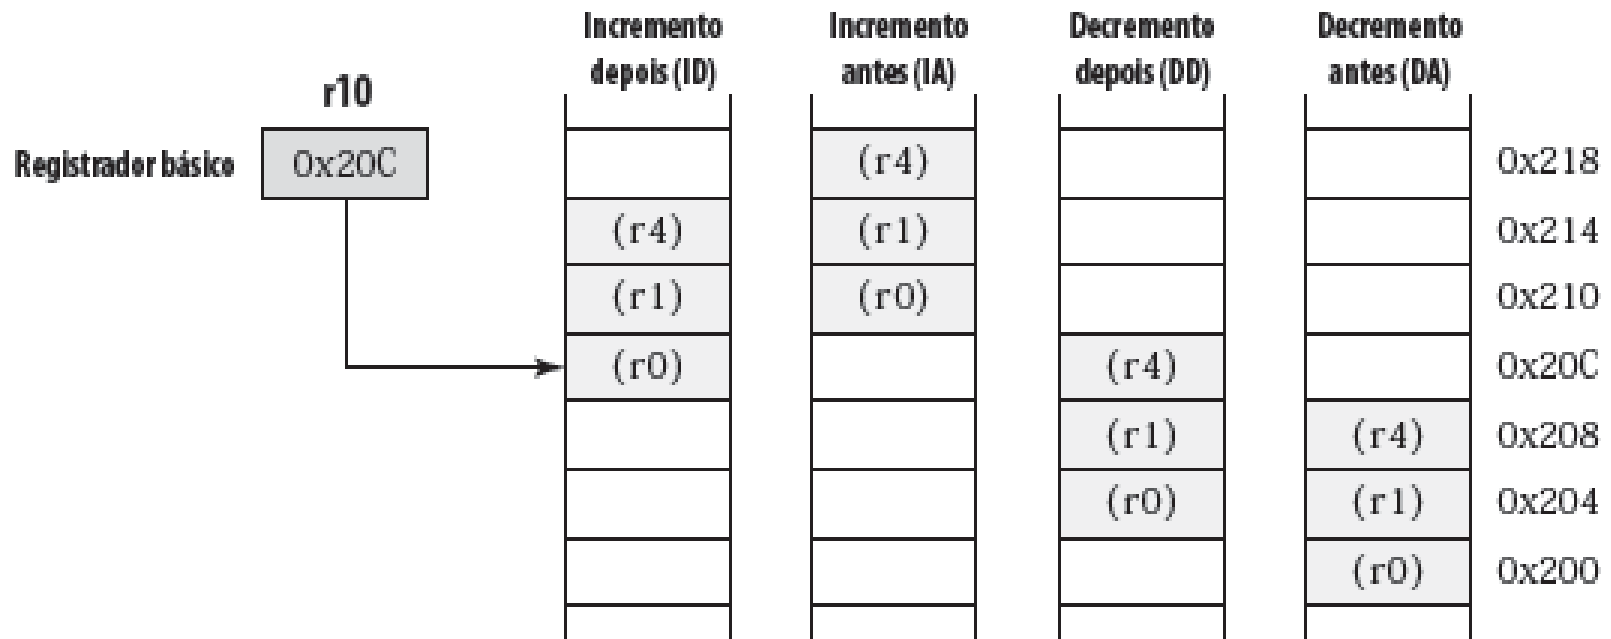 Incremento
depois (ID)
Incremento
antes (IA)
Decremento
depois (DD)
Decremento
antes (DA)
r10
Registrador básico
0x20C
(r4)
0x218
(r4)
(r1)
0x214
(r1)
(r0)
0x210
(r0)
(r4)
0x20C
(r1)
(r4)
0x208
(r0)
(r1)
0x204
(r0)
0x200